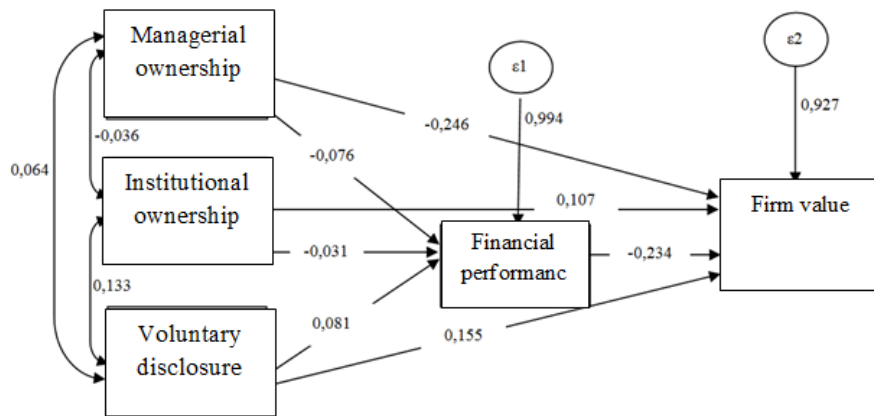 Managerial
ownership
ε1
ε2
0,994
0,927
-0,246
-0,036
-0,076
0,064
Institutional
ownership
0,107
Firm value
Financial
performanc
-0,031
-0,234
0,133
0,081
0,155
Voluntary
disclosure